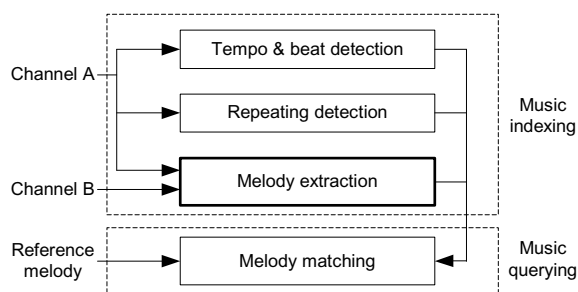 Tempo & beat detection
Channel A
Repeating detection
Music
indexing
Melody extraction
Channel B
Reference
melody
Melody matching
Music
querying